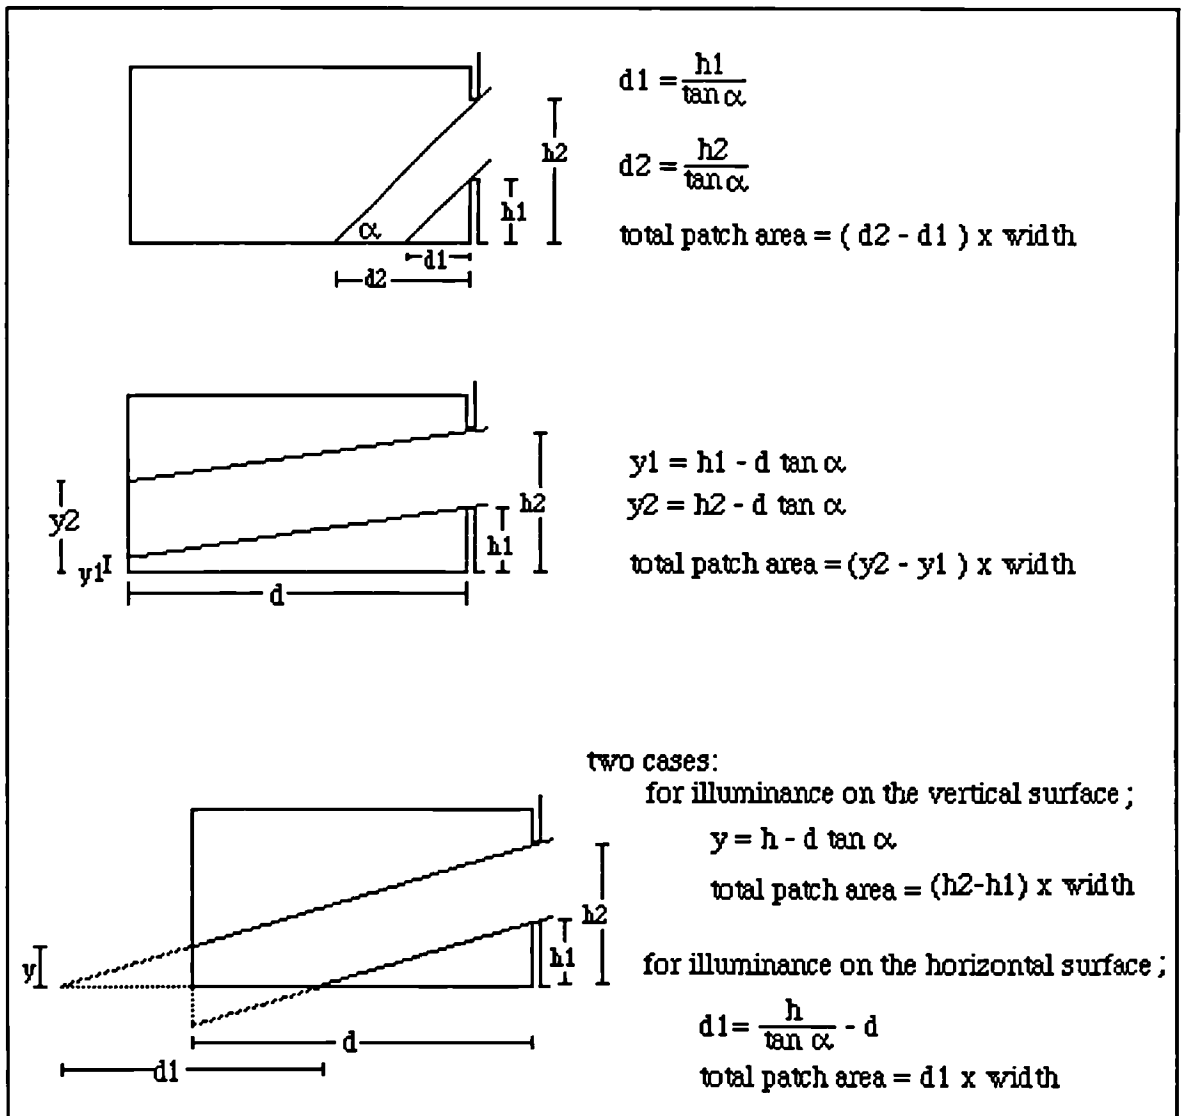 d1 = h1 / tan α
d2 = h2 / tan α
total patch area = ( d2 - d1 ) x width
h2
h1
α
d1
d2
y1 = h1 - d tan α
y2 = h2 - d tan α
total patch area = (y2 - y1 ) x width
y2
y1
h2
h1
d
two cases:
for illuminance on the vertical surface ;
y = h - d tan α
total patch area = (h2-h1) x width
for illuminance on the horizontal surface ;
d1= h / tan α - d
total patch area = d1 x width
h2
h1
y
d
d1